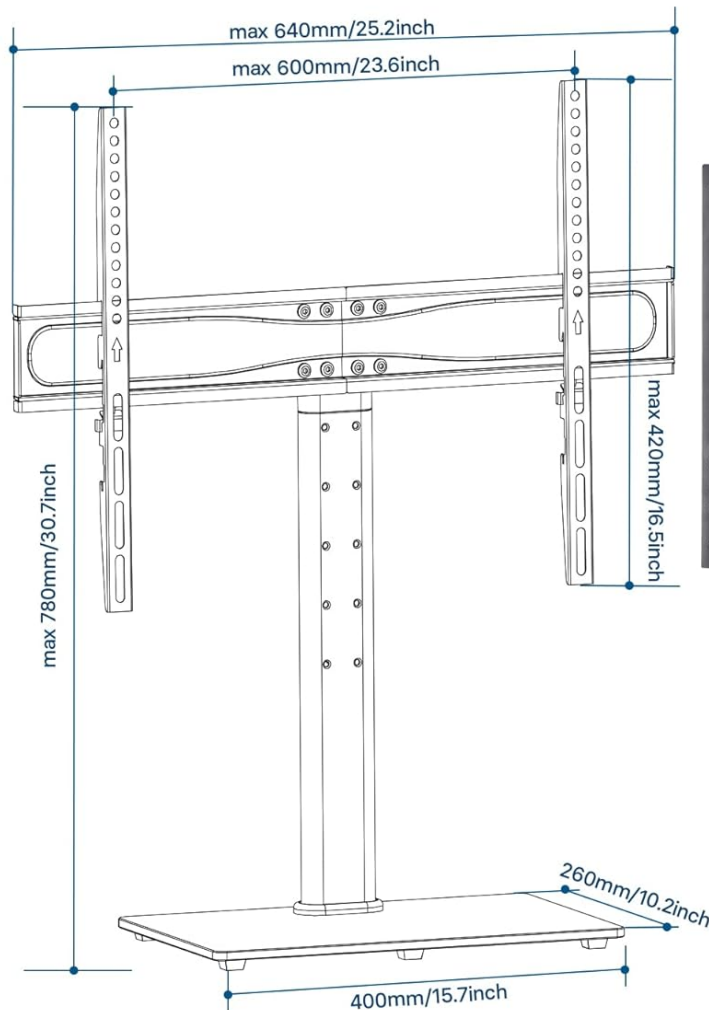 max 640mm/25.2inch
max 600mm/23.6inch
max 420mm/16.5inch
max 780mm/30.7inch
260mm/10.2inch
400mm/15.7inch